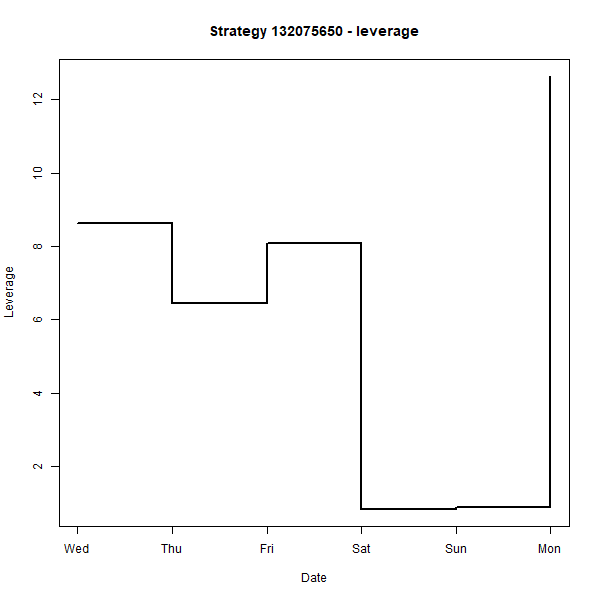 Strategy 132075650 - leverage
Leverage
12
10
8
6
4
2
Wed Thu Fri Sat Sun Mon
Date